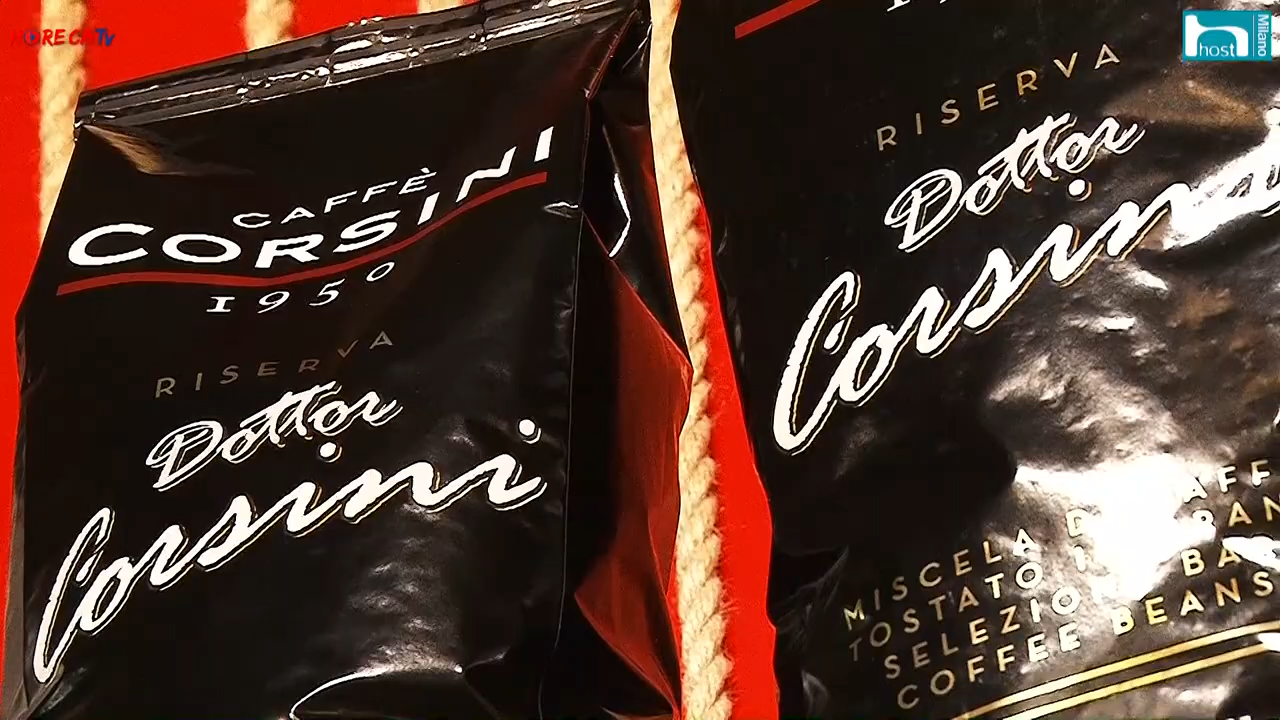 HORECA Tv
host
Milano
CAFFÈ
CORSINI
1950
RISERVA
Dottor
Corsini
RISERVA
Dottor
Corsini
MISCELA
TOSTATO
SELEZIO
COFFEE BEANS